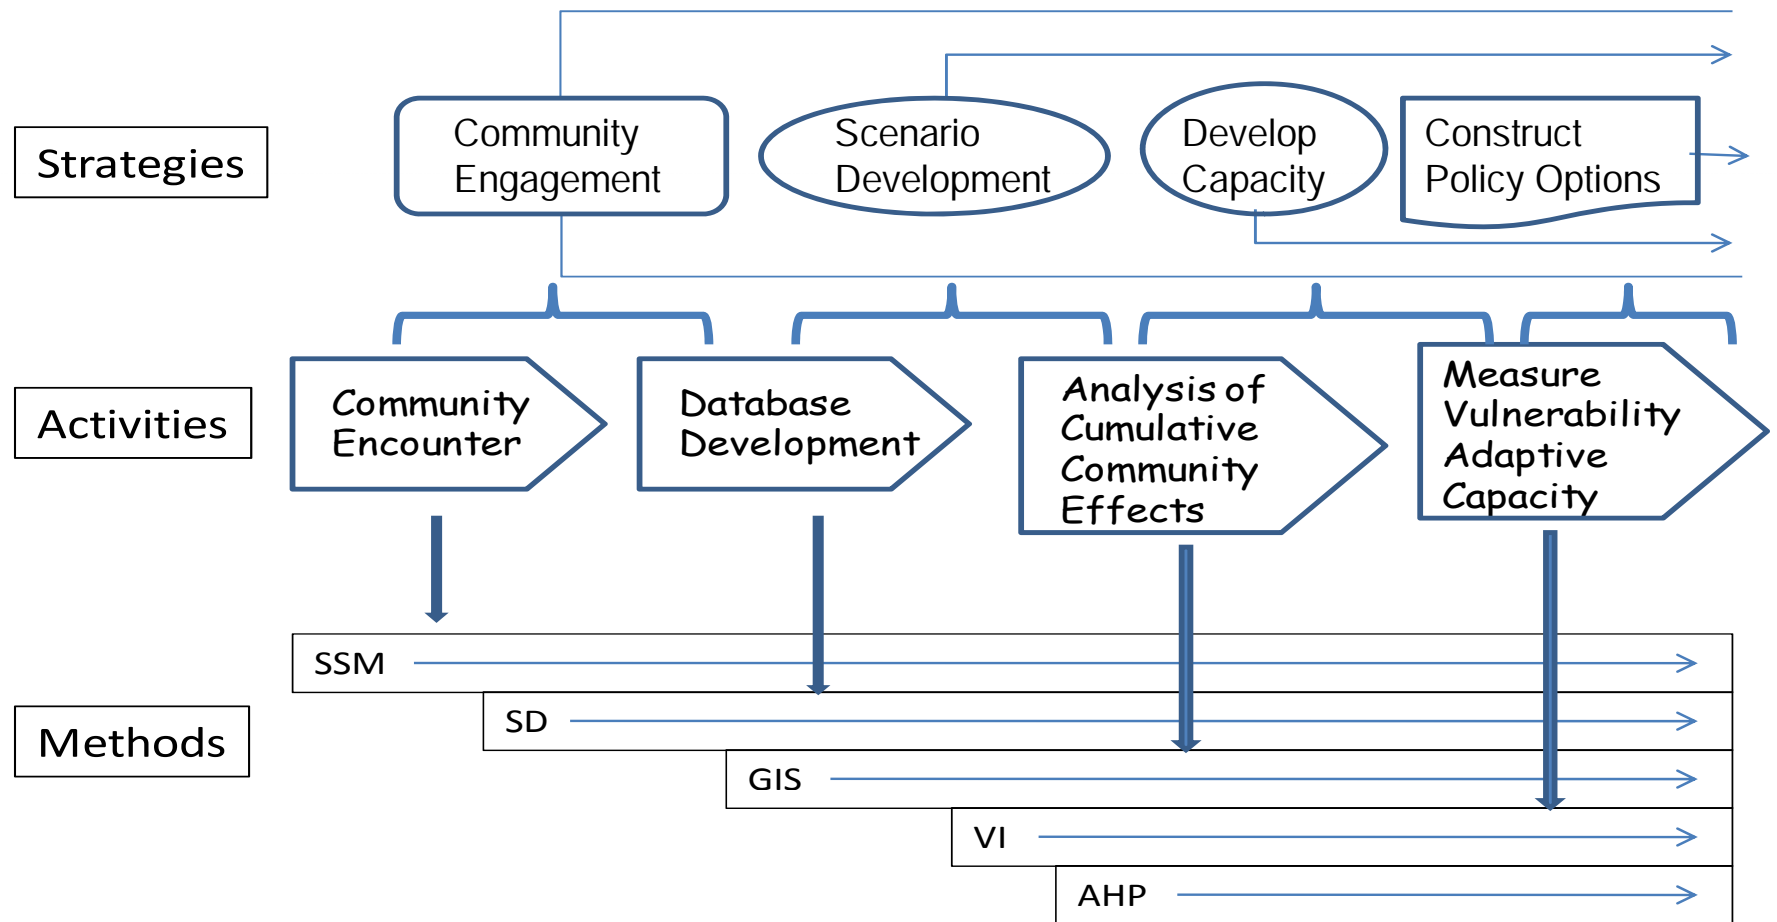 Strategies
Community
Engagement
Scenario
Development
Develop
Capacity
Construct
Policy Options
Activities
Community
Encounter
Database
Development
Analysis of
Cumulative
Community
Effects
Measure
Vulnerability
Adaptive
Capacity
Methods
SSM
SD
GIS
VI
AHP